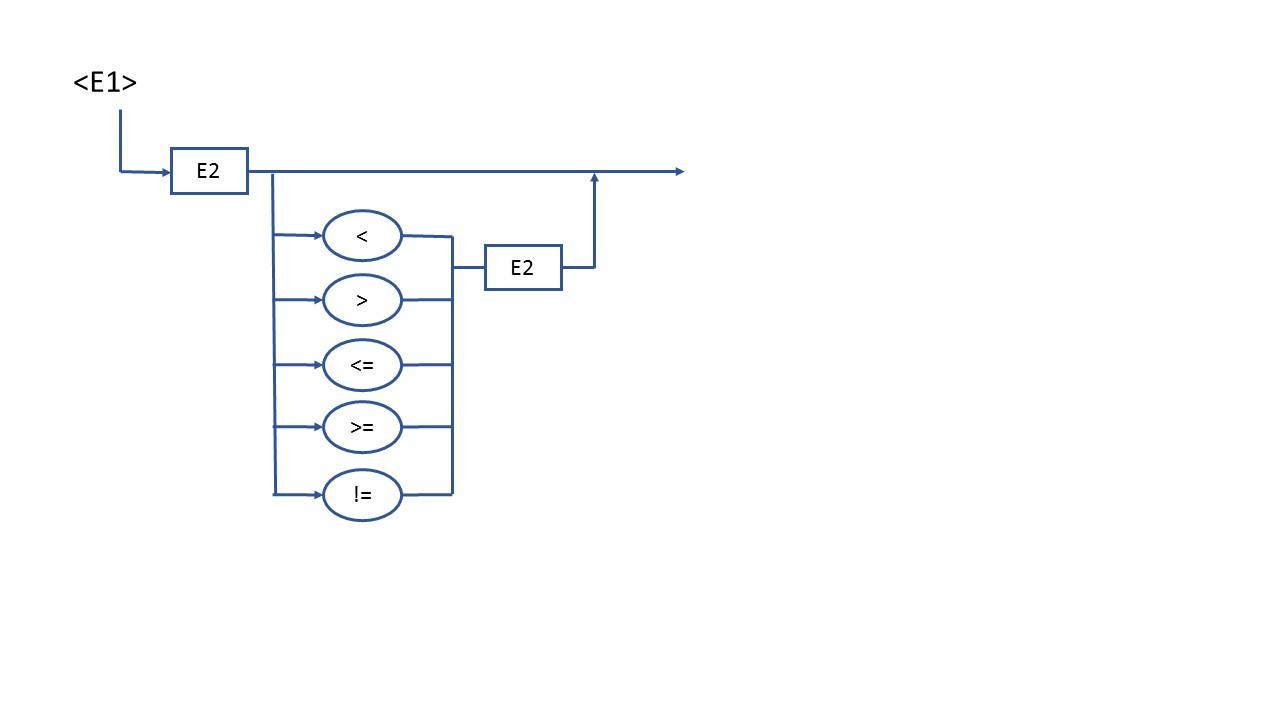 <E1>
E2
<
E2
>
<=
>=
!=